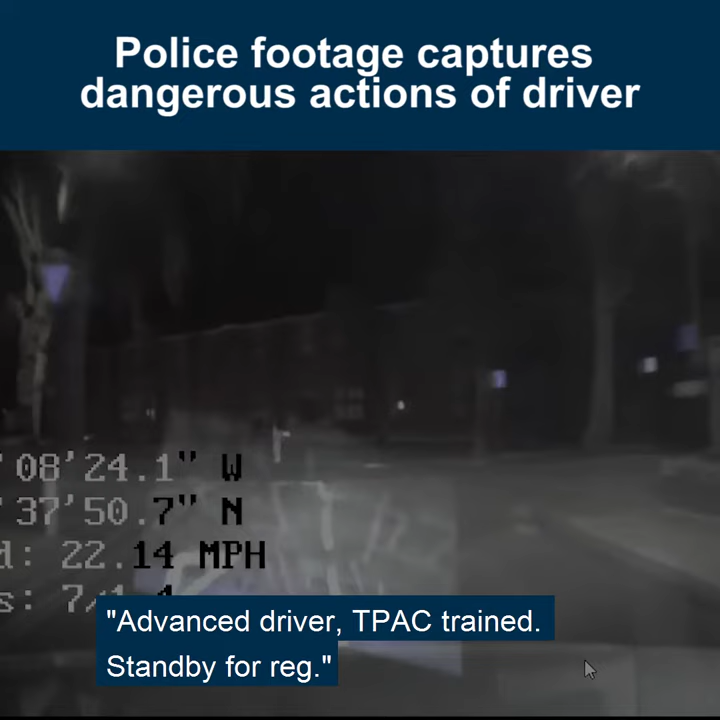 Police footage captures
dangerous actions of driver
08'24.1" W
37'50.7" N
d: 22.14 MPH
s: 7/
"Advanced driver, TPAC trained.
Standby for reg."